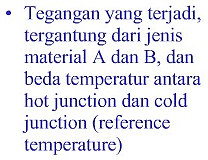 • Tegangan yang terjadi,
tergantung dari jenis
material A dan B, dan
beda temperatur antara
hot junction dan cold
junction (reference
temperature)